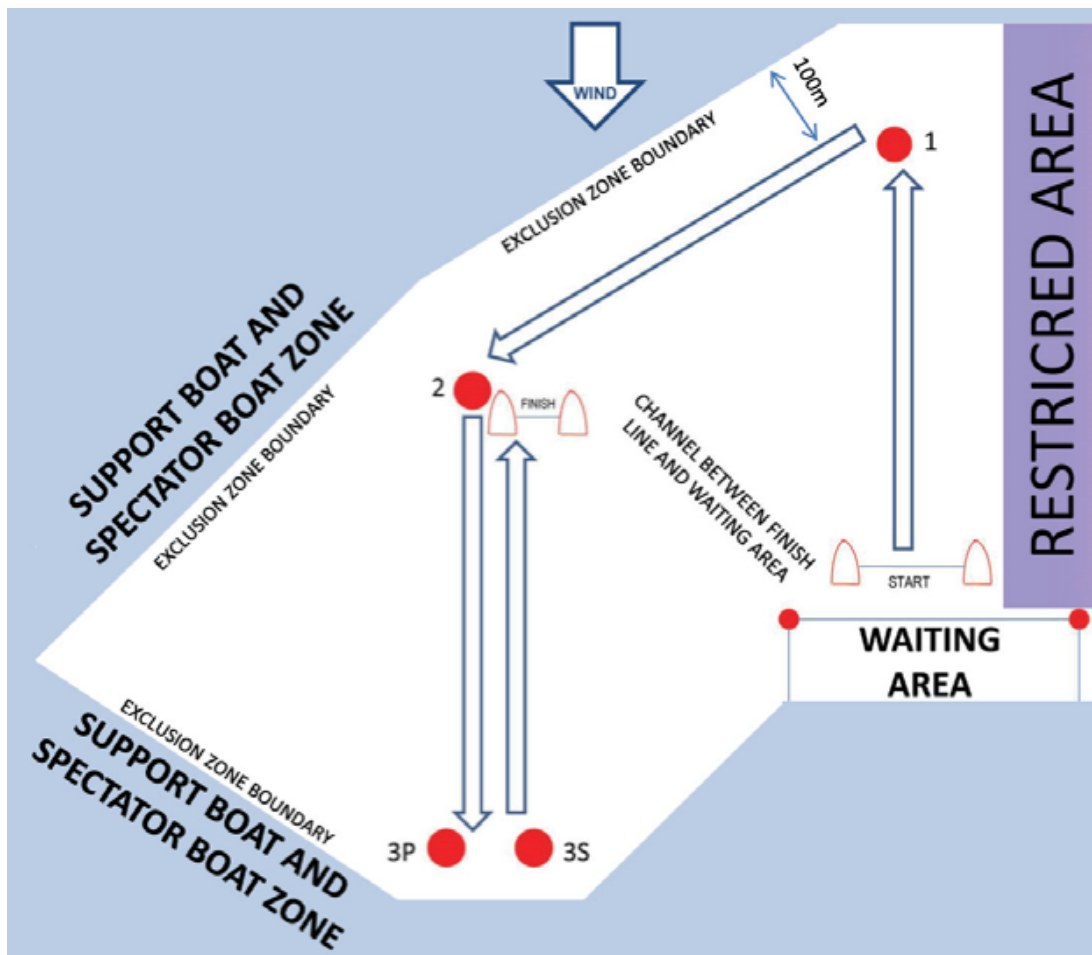 WIND
100m
1
EXCLUSION ZONE BOUNDARY
RESTRICRED AREA
SUPPORT BOAT AND
SPECTATOR BOAT ZONE
EXCLUSION ZONE BOUNDARY
2
FINISH
CHANNEL BETWEEN FINISH
LINE AND WAITING AREA
START
WAITING
AREA
EXCLUSION ZONE BOUNDARY
SUPPORT BOAT AND
SPECTATOR BOAT ZONE
3P
3S